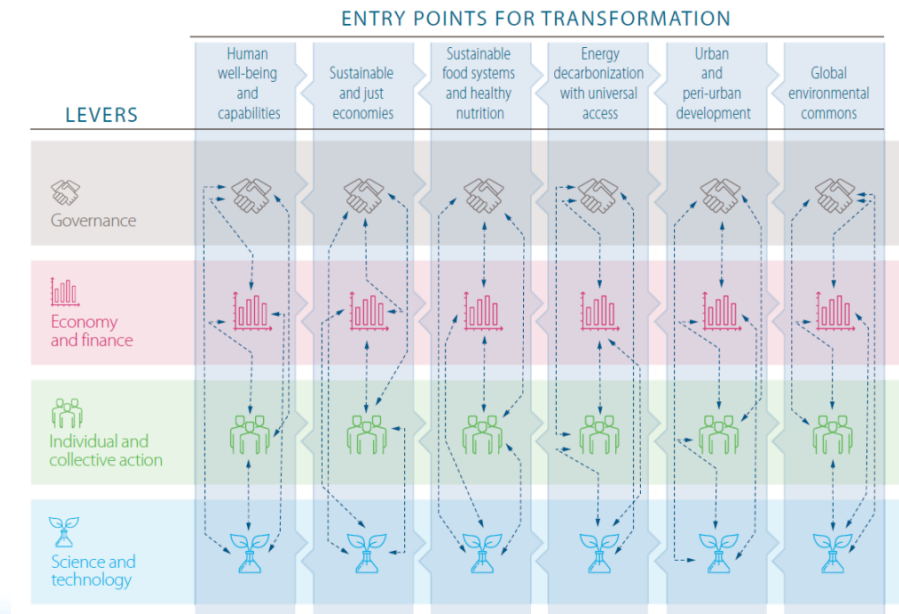 ENTRY POINTS FOR TRANSFORMATION
LEVERS
Human
well-being
and
capabilities
Sustainable
and just
economies
Sustainable
food systems
and healthy
nutrition
Energy
decarbonization
with universal
access
Urban
and
peri-urban
development
Global
environmental
commons
Governance
Economy
and finance
Individual and
collective action
Science and
technology